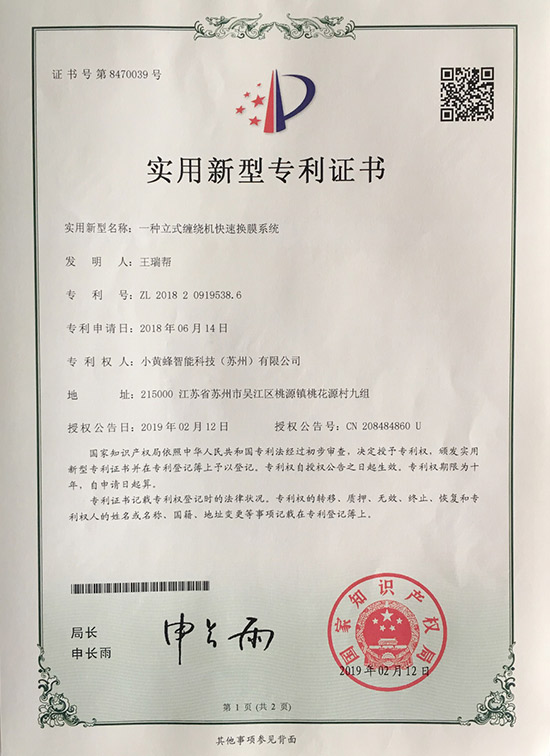 证书号第8470039号
实用新型专利证书
实用新型名称：一种立式缠绕机快速换膜系统
发明人：王瑞帮
专利号：ZL 2018 2 0919538.6
专利申请日：2018年06月14日
专利权人：小黄蜂智能科技（苏州）有限公司
地址：215000 江苏省苏州市吴江区桃源镇桃花源村九组
授权公告日：2019年02月12日 授权公告号：CN 208484860 U
国家知识产权局依照中华人民共和国专利法经过初步审查，决定授予专利权，颁发实用
新型专利证书并在专利登记簿上予以登记。专利权自授权公告之日起生效。专利权期限为十
年，自申请日起算。
专利证书记载专利权登记时的法律状况。专利权的转移、质押、无效、终止、恢复和专
利权人的姓名或名称、国籍、地址变更等事项记载在专利登记簿上。
局长
申长雨
申长雨
国家知识产权局
2019年02月12日
第1页（共2页）
其他事项参见背面